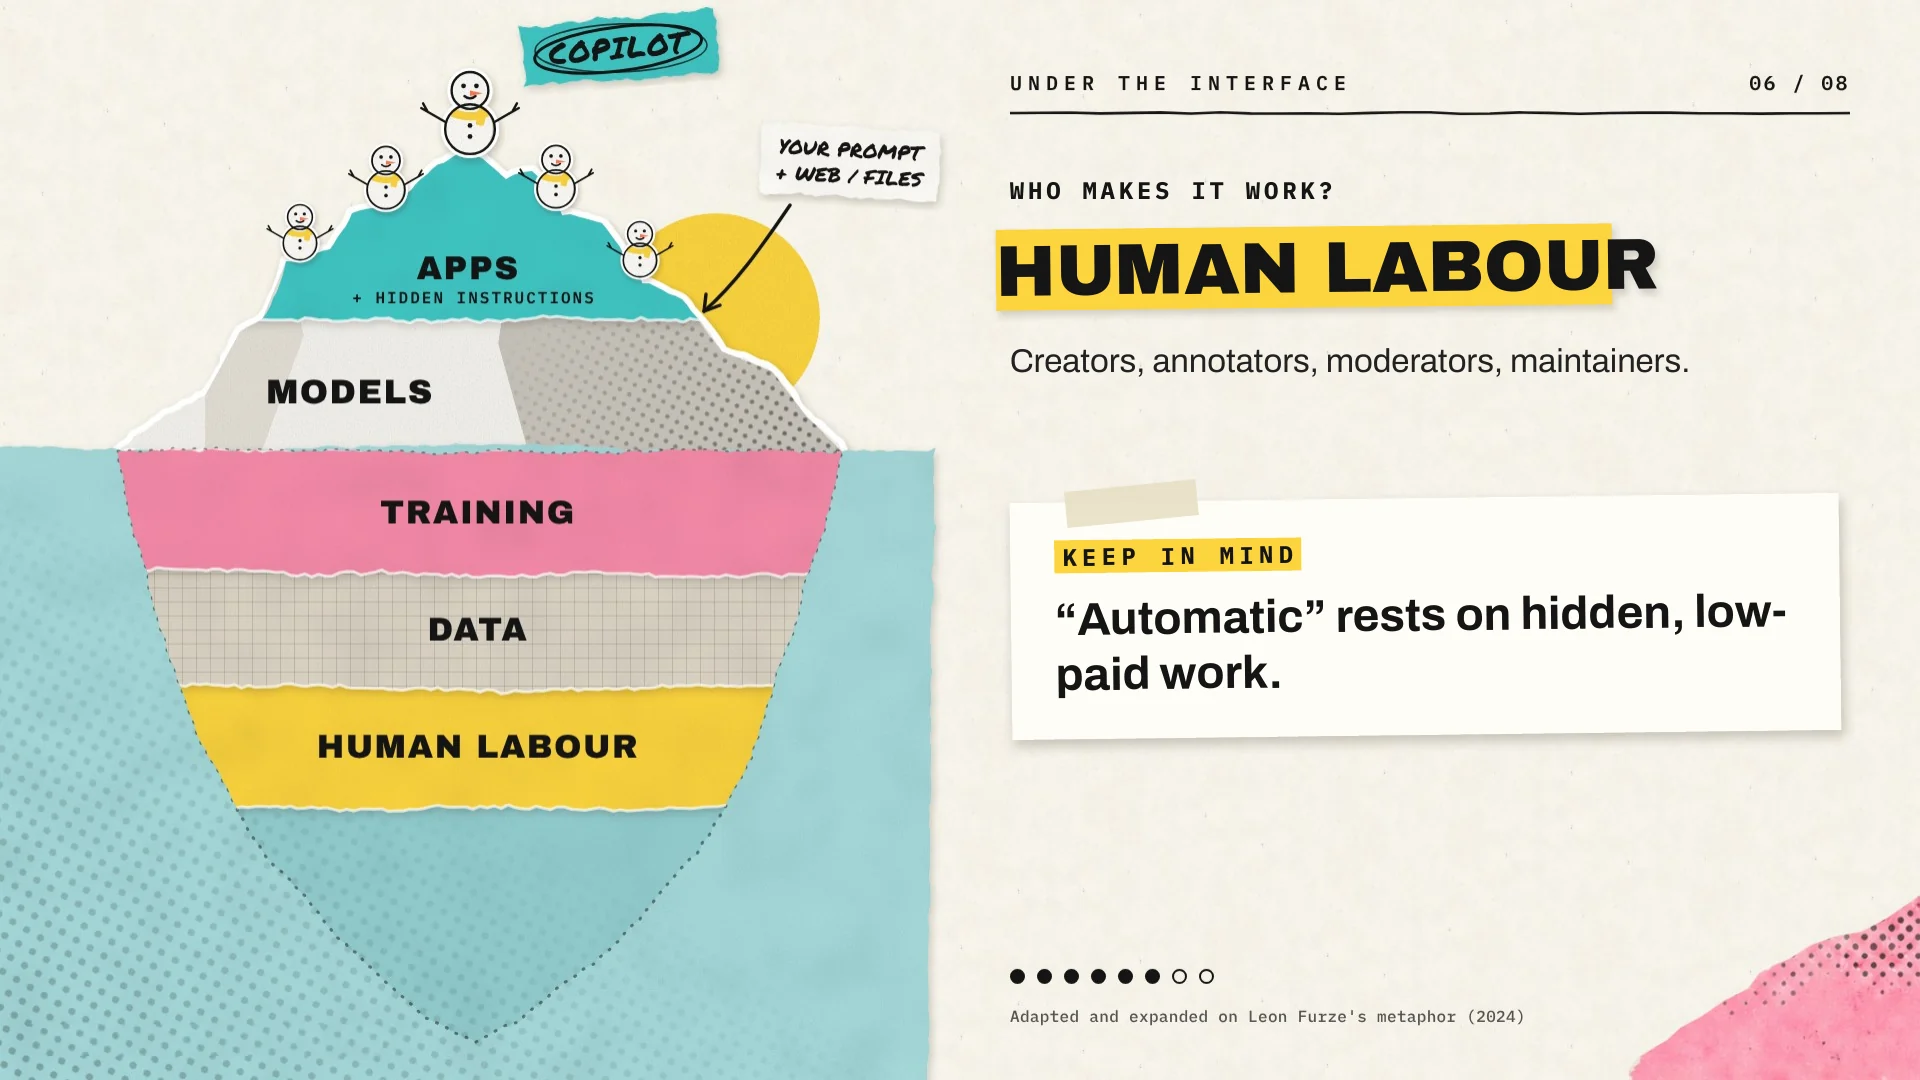 COPILOT
YOUR PROMPT
+ WEB / FILES
APPS
+ HIDDEN INSTRUCTIONS
MODELS
TRAINING
DATA
HUMAN LABOUR
UNDER THE INTERFACE
06 / 08
WHO MAKES IT WORK?
HUMAN LABOUR
Creators, annotators, moderators, maintainers.
KEEP IN MIND
“Automatic” rests on hidden, low-
paid work.
Adapted and expanded on Leon Furze's metaphor (2024)